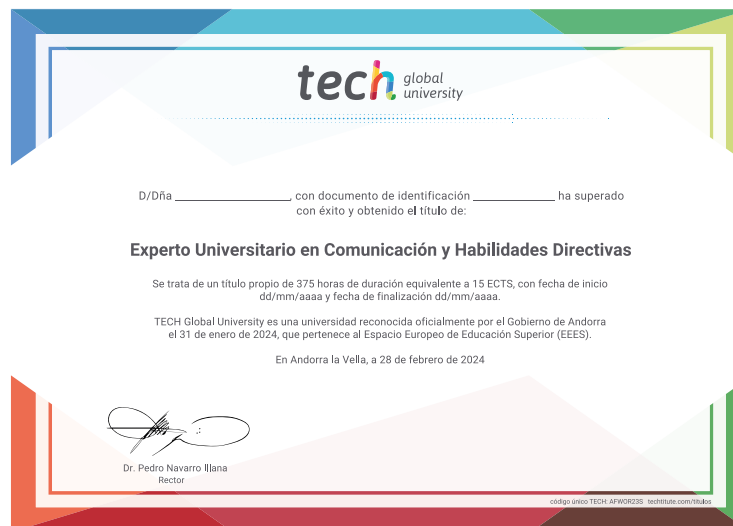 tech global university
D/Dña ______________, con documento de identificación __________ ha superado
con éxito y obtenido el título de:
Experto Universitario en Comunicación y Habilidades Directivas
Se trata de un título propio de 375 horas de duración equivalente a 15 ECTS, con fecha de inicio
dd/mm/aaaa y fecha de finalización dd/mm/aaaa.
TECH Global University es una universidad reconocida oficialmente por el Gobierno de Andorra
el 31 de enero de 2024, que pertenece al Espacio Europeo de Educación Superior (EEES).
En Andorra la Vella, a 28 de febrero de 2024
Dr. Pedro Navarro Illana
Rector
código único TECH: AFWOR23S techtitute.com/titulos